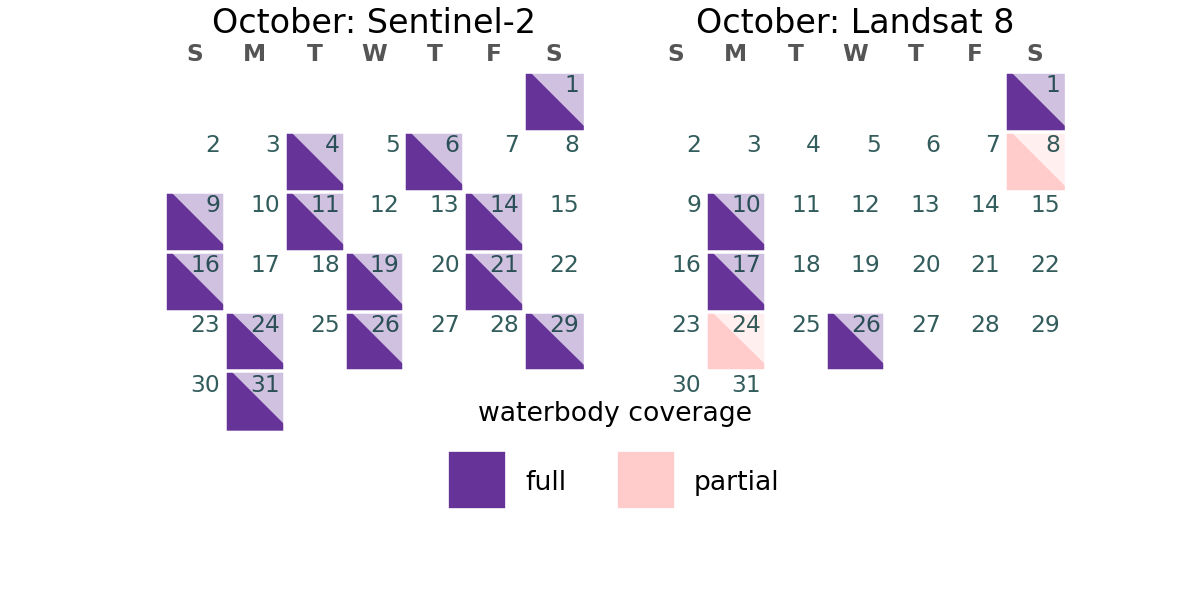 October: Sentinel-2
S M T W T F S
1
2 3 4 5 6 7 8
9 10 11 12 13 14 15
16 17 18 19 20 21 22
23 24 25 26 27 28 29
30 31
October: Landsat 8
S M T W T F S
1
2 3 4 5 6 7 8
9 10 11 12 13 14 15
16 17 18 19 20 21 22
23 24 25 26 27 28 29
30 31
waterbody coverage
full partial